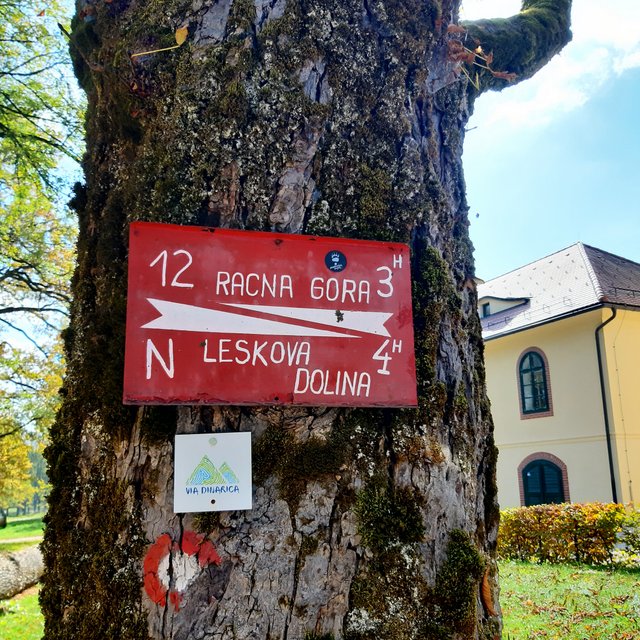 12 RACNA GORA 3H
N LESKOVA 4H
DOLINA
VIA DINARICA